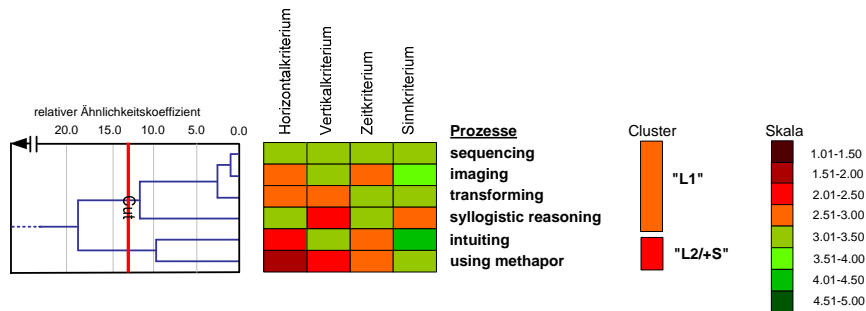 relativer Ähnlichkeitskoeffizient
20.0 15.0 10.0 5.0 0.0
Cut
Horizontalkriterium
Vertikalkriterium
Zeitkriterium
Sinnkriterium
Prozesse
sequencing
imaging
transforming
syllogistic reasoning
intuiting
using methapor
Cluster
"L1"
"L2/+S"
Skala
1.01-1.50
1.51-2.00
2.01-2.50
2.51-3.00
3.01-3.50
3.51-4.00
4.01-4.50
4.51-5.00